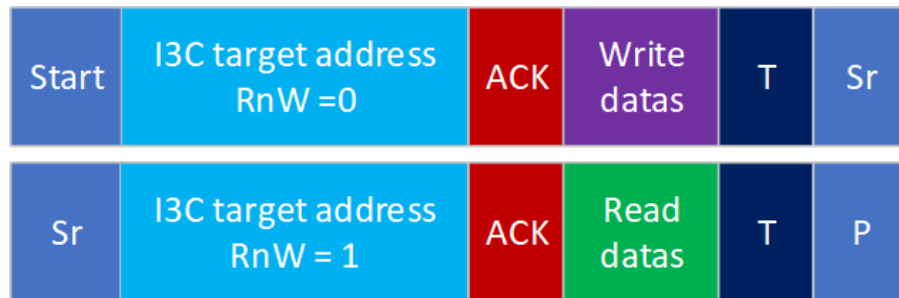 Start
I3C target address
RnW =0
ACK
Write
datas
T
Sr
Sr
I3C target address
RnW = 1
ACK
Read
datas
T
P